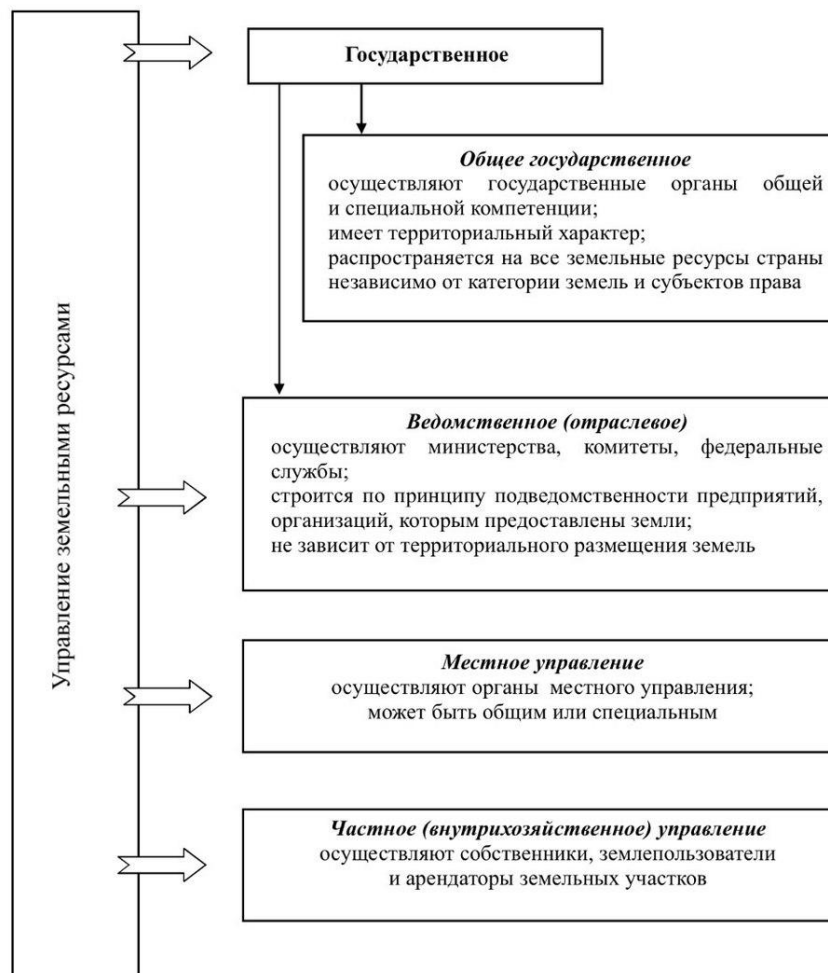 Управление земельными ресурсами
Государственное
Общее государственное
осуществляют государственные органы общей
и специальной компетенции;
имеет территориальный характер;
распространяется на все земельные ресурсы страны
независимо от категории земель и субъектов права
Ведомственное (отраслевое)
осуществляют министерства, комитеты, федеральные
службы;
строится по принципу подведомственности предприятий,
организаций, которым предоставлены земли;
не зависит от территориального размещения земель
Местное управление
осуществляют органы местного управления;
может быть общим или специальным
Частное (внутрихозяйственное) управление
осуществляют собственники, землепользователи
и арендаторы земельных участков